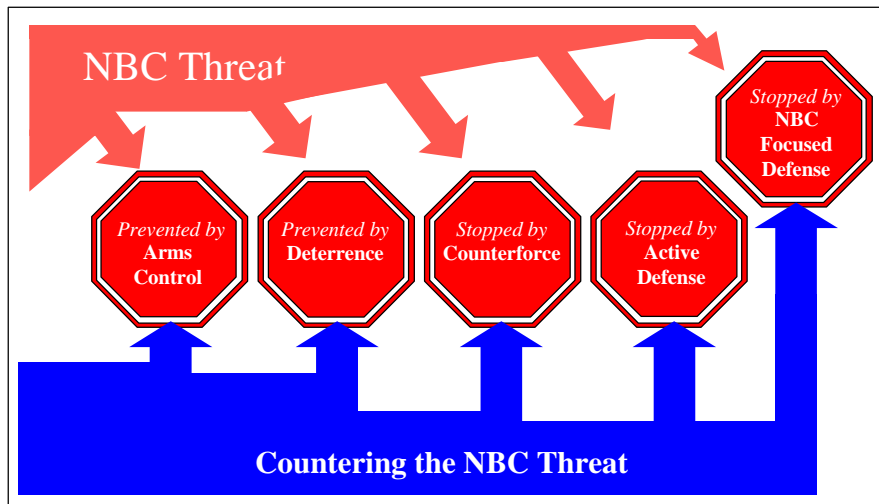 NBC Threat
Stopped by
NBC
Focused
Defense
Prevented by
Arms
Control
Prevented by
Deterrence
Stopped by
Counterforce
Stopped by
Active
Defense
Countering the NBC Threat